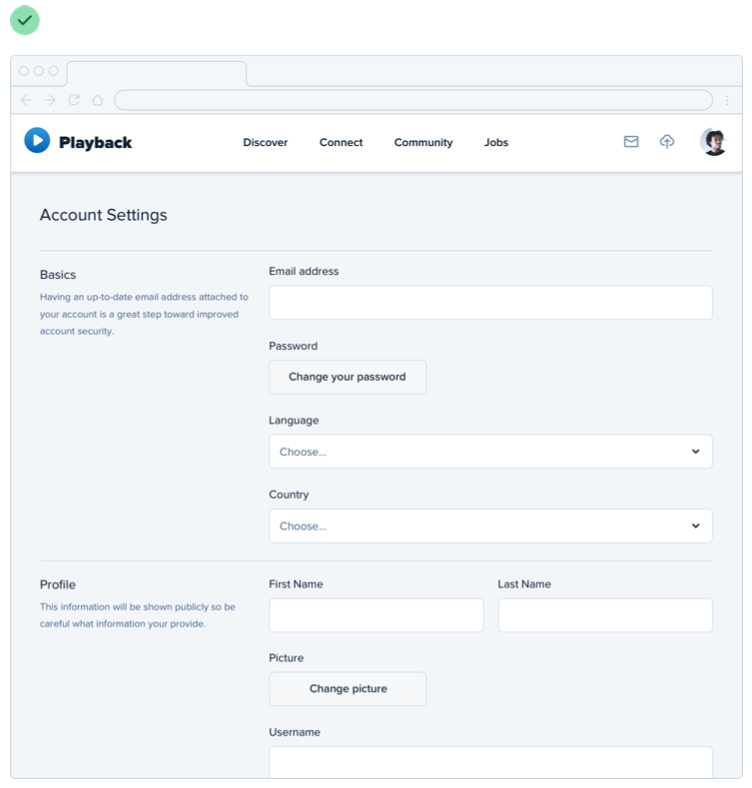 Playback
Discover
Connect
Community
Jobs
Account Settings
Basics
Having an up-to-date email address attached to
your account is a great step toward improved
account security.
Email address
Password
Change your password
Language
Choose...
Country
Choose...
Profile
This information will be shown publicly so be
careful what information your provide.
First Name
Last Name
Picture
Change picture
Username